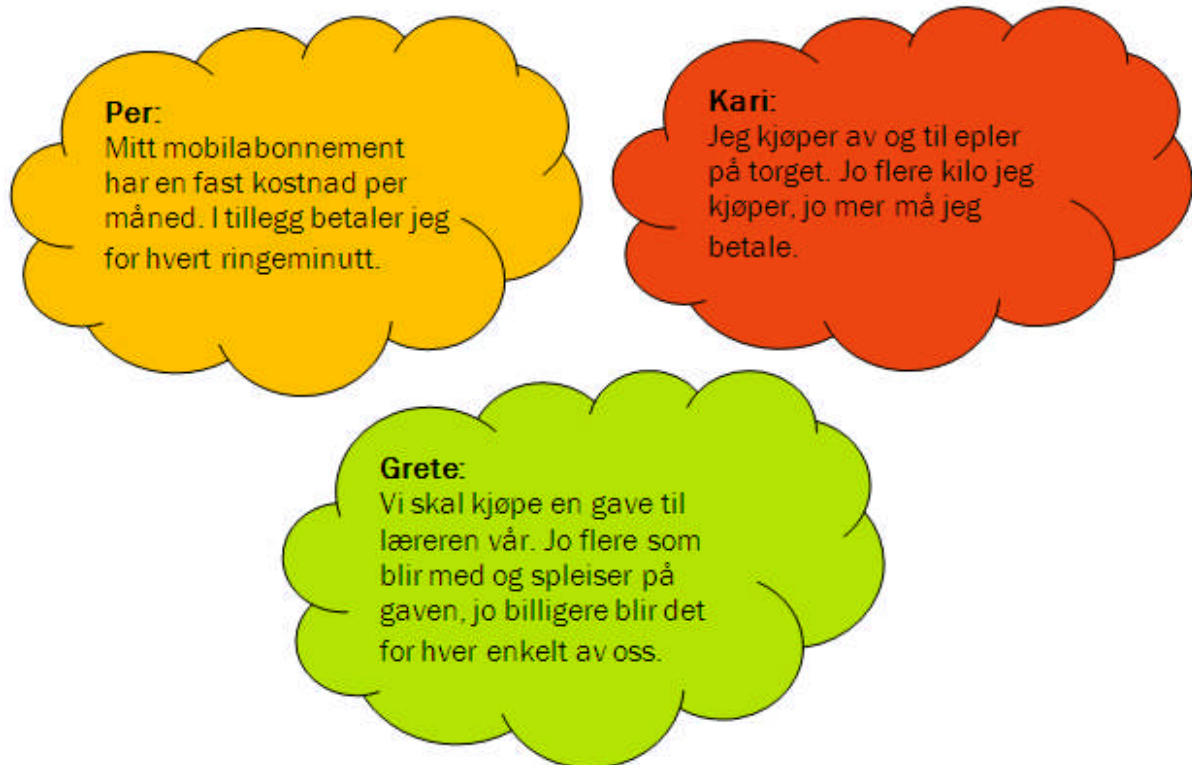 Per:
Mitt mobilabonnement
har en fast kostnad per
måned. I tillegg betaler jeg
for hvert ringeminutt.
Kari:
Jeg kjøper av og til epler
på torget. Jo flere kilo jeg
kjøper, jo mer må jeg
betale.
Grete:
Vi skal kjøpe en gave til
læreren vår. Jo flere som
blir med og spleiser på
gaven, jo billigere blir det
for hver enkelt av oss.